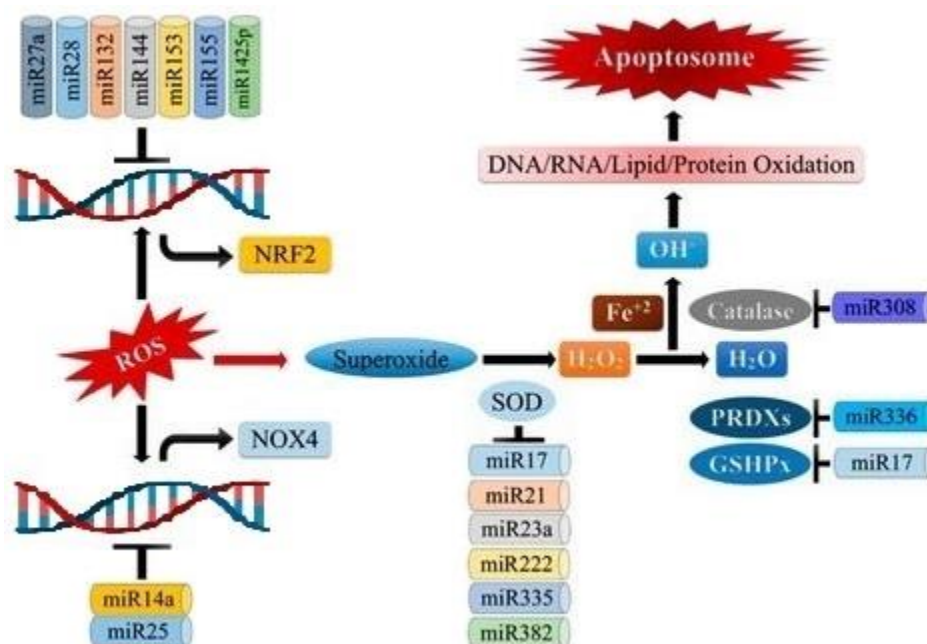 miR27a
miR28
miR132
miR144
miR153
miR155
miR1425p
Apoptosome
DNA/RNA/Lipid/Protein Oxidation
NRF2
OH-
Fe+2
Catalase
miR308
ROS
Superoxide
H2O2
H2O
SOD
PRDXs
miR336
NOX4
miR17
GSHPx
miR17
miR21
miR23a
miR222
miR14a
miR335
miR25
miR382